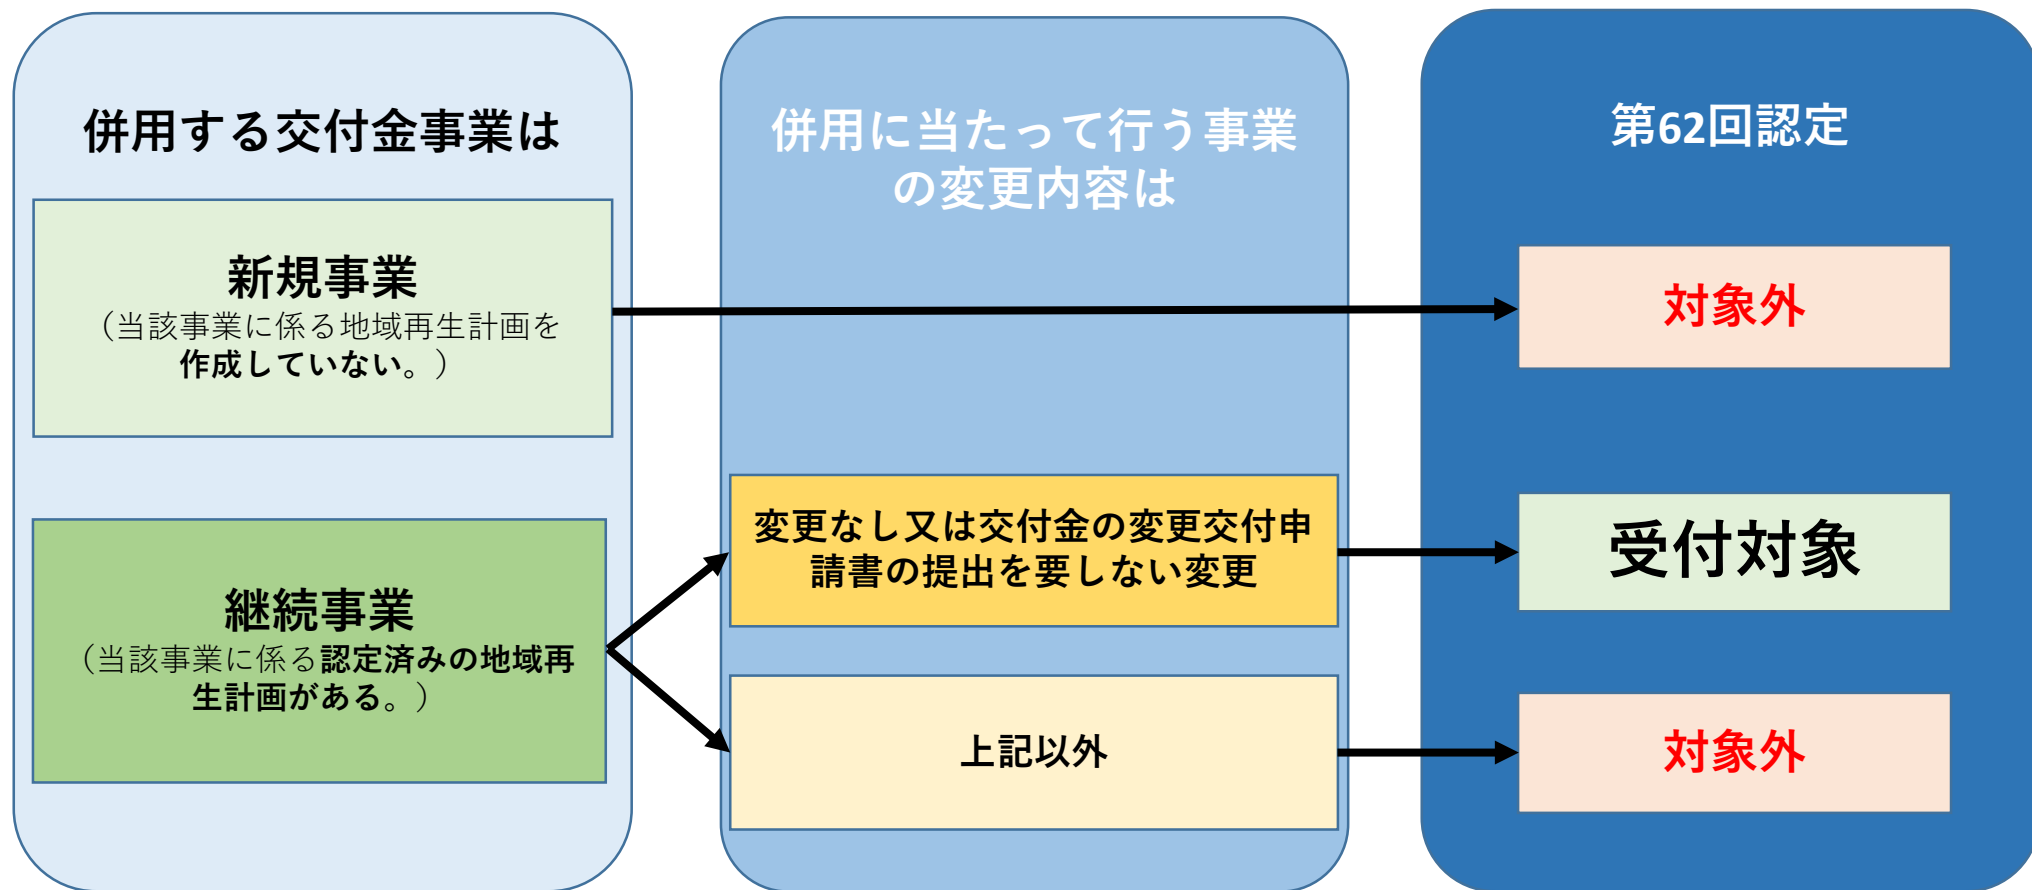 併用する交付金事業は
新規事業
（当該事業に係る地域再生計画を
作成していない。）
継続事業
（当該事業に係る認定済みの地域再
生計画がある。）
併用に当たって行う事業
の変更内容は
変更なし又は交付金の変更交付申
請書の提出を要しない変更
上記以外
第62回認定
対象外
受付対象
対象外